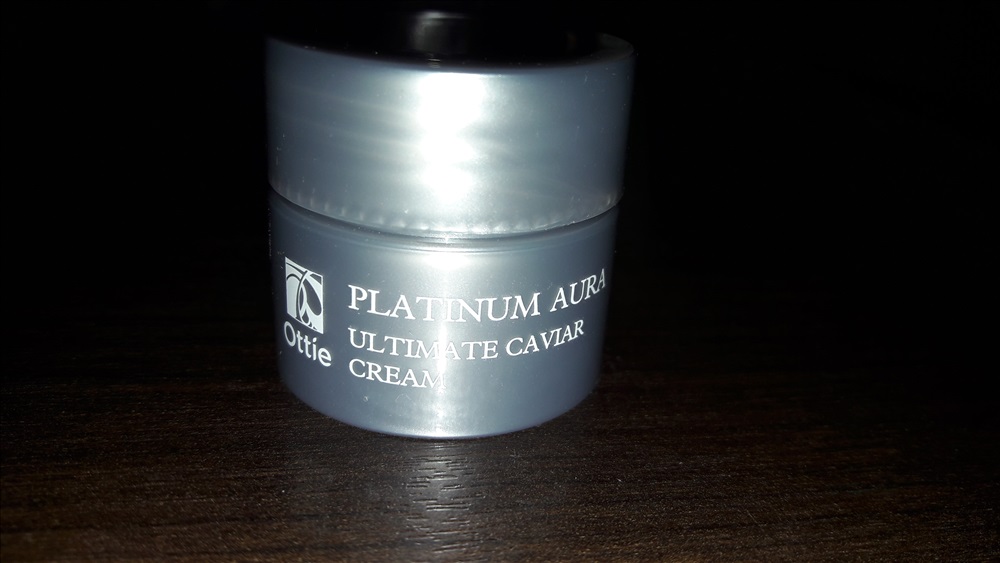 Ottie
PLATINUM AURA
ULTIMATE CAVIAR
CREAM